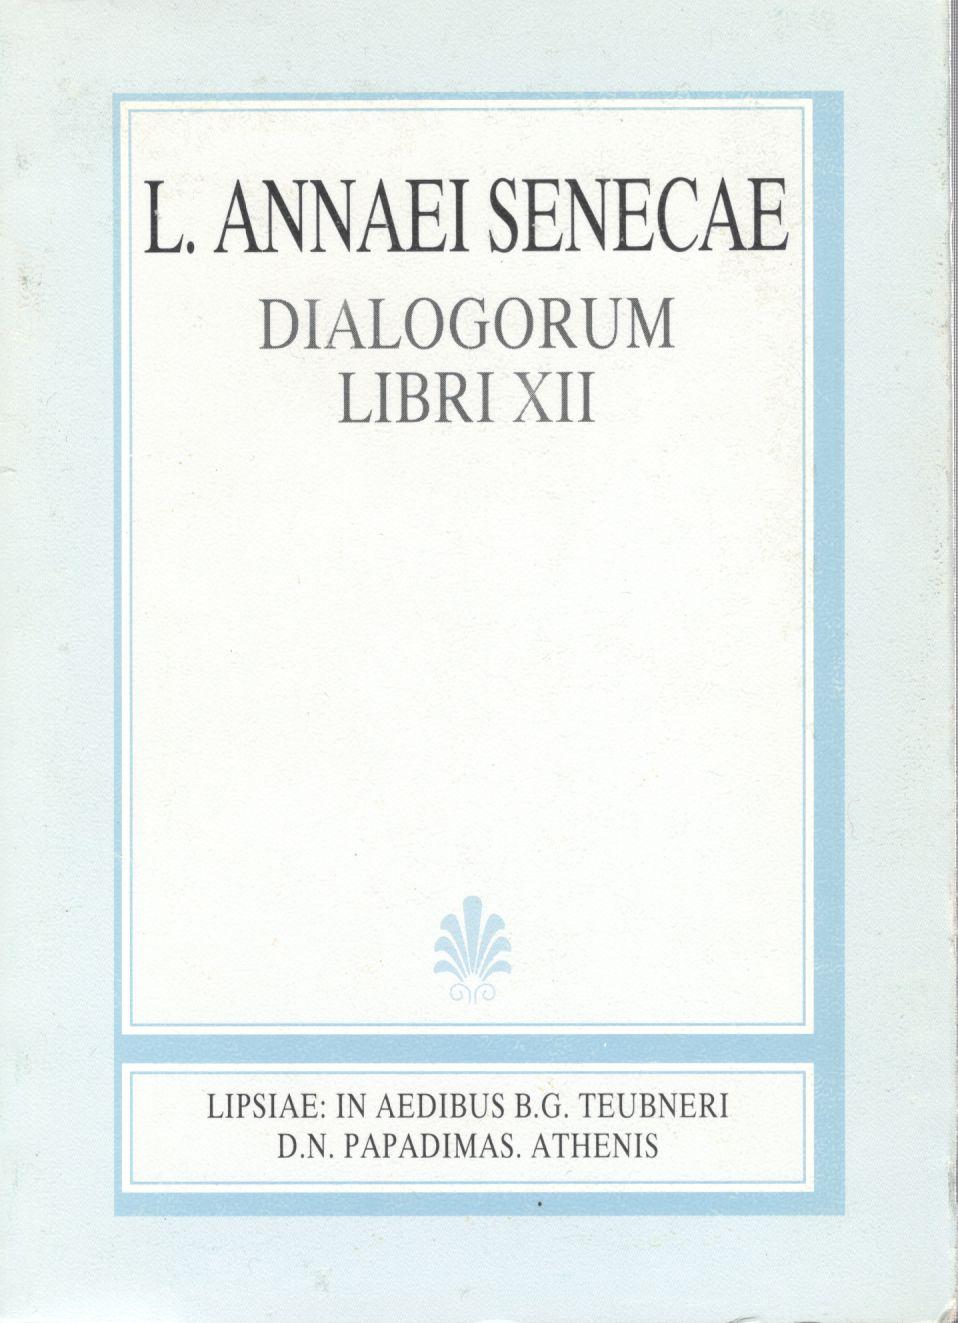 L. ANNAEI SENECAE
DIALOGORUM
LIBRI XII
LIPSIAE: IN AEDIBUS B.G. TEUBNERI
D.N. PAPADIMAS. ATHENIS